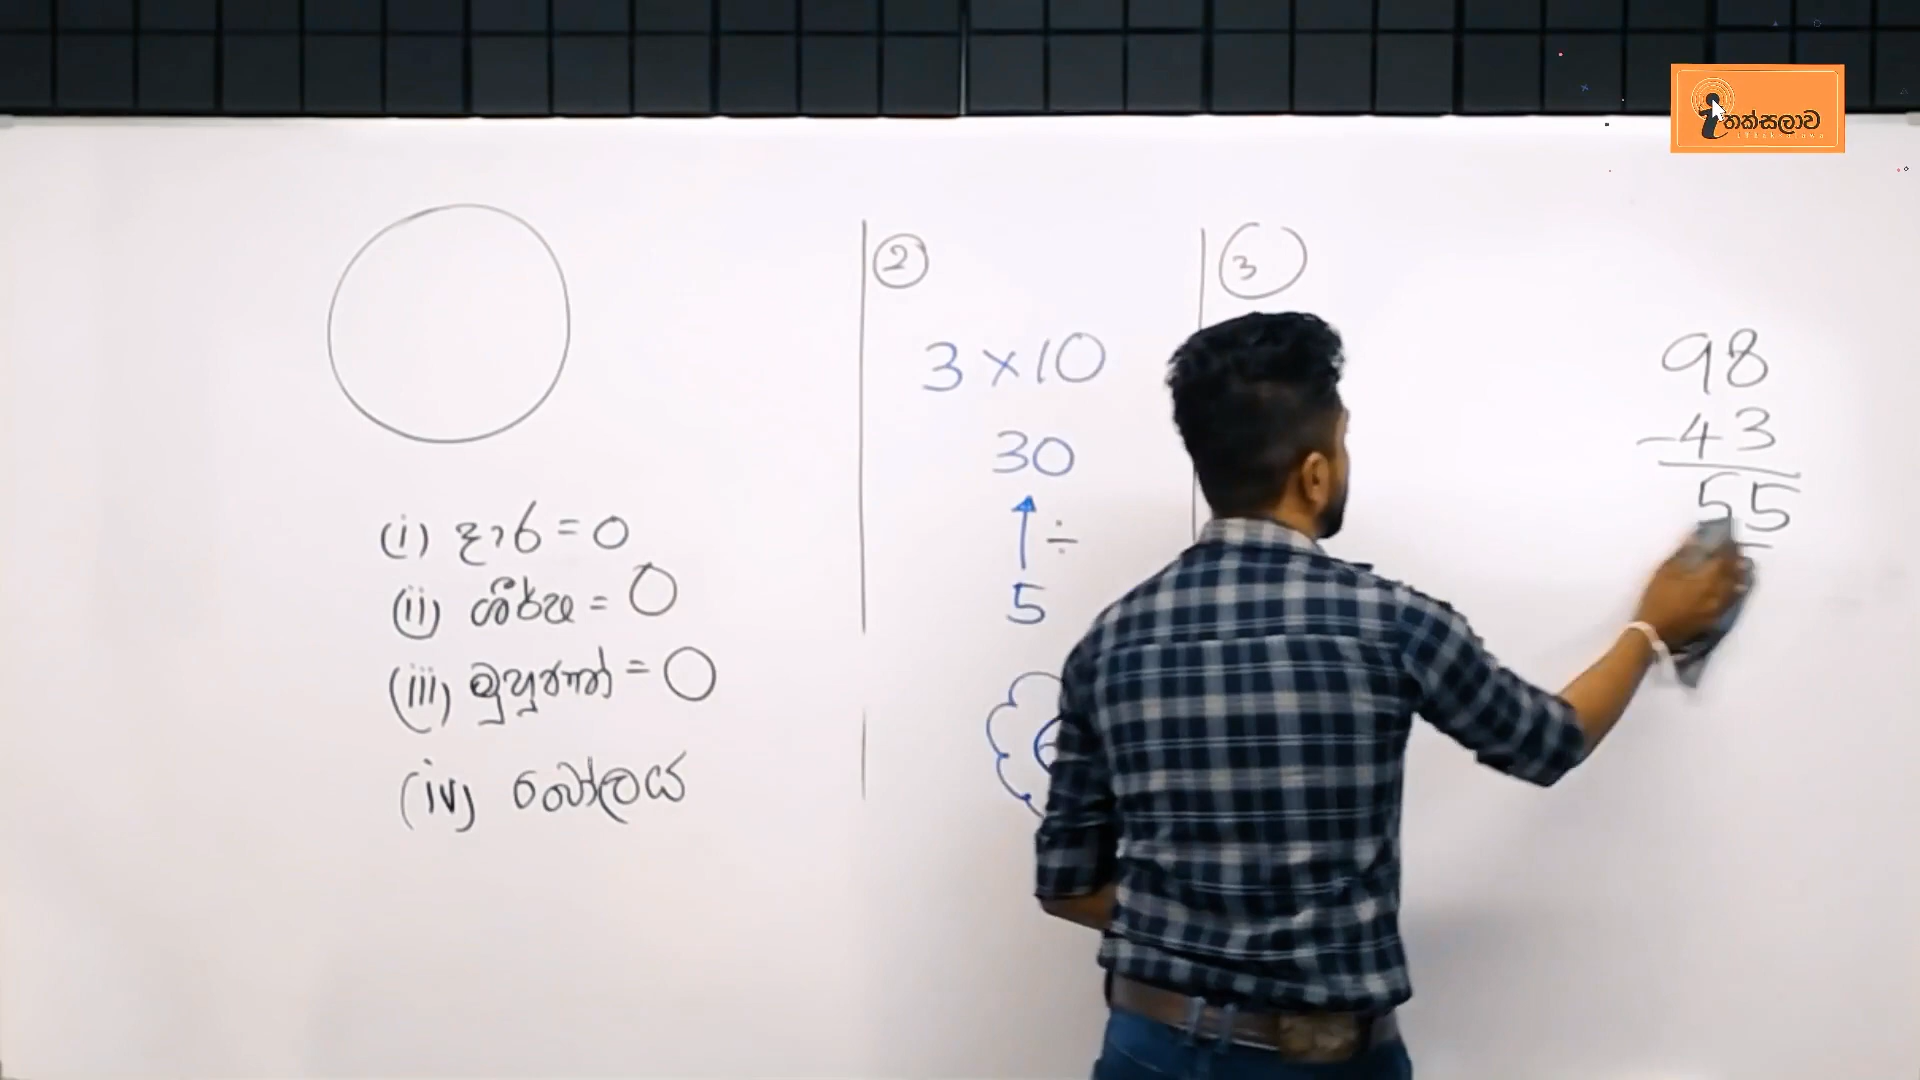 තක්සලාව
(i) දාර = 0
(ii) ශීර්ෂ = 0
(iii) මුහුණත් = 0
(iv) ගෝලය
2
3 × 10
30
÷
5
3
98
- 43
55